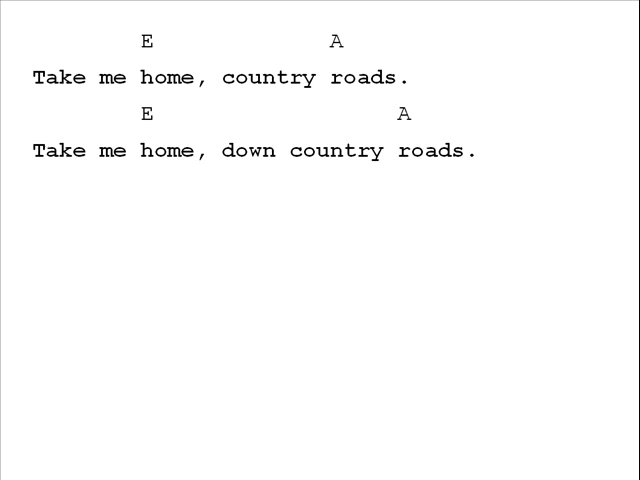 E             A
Take me home, country roads.
        E                  A
Take me home, down country roads.